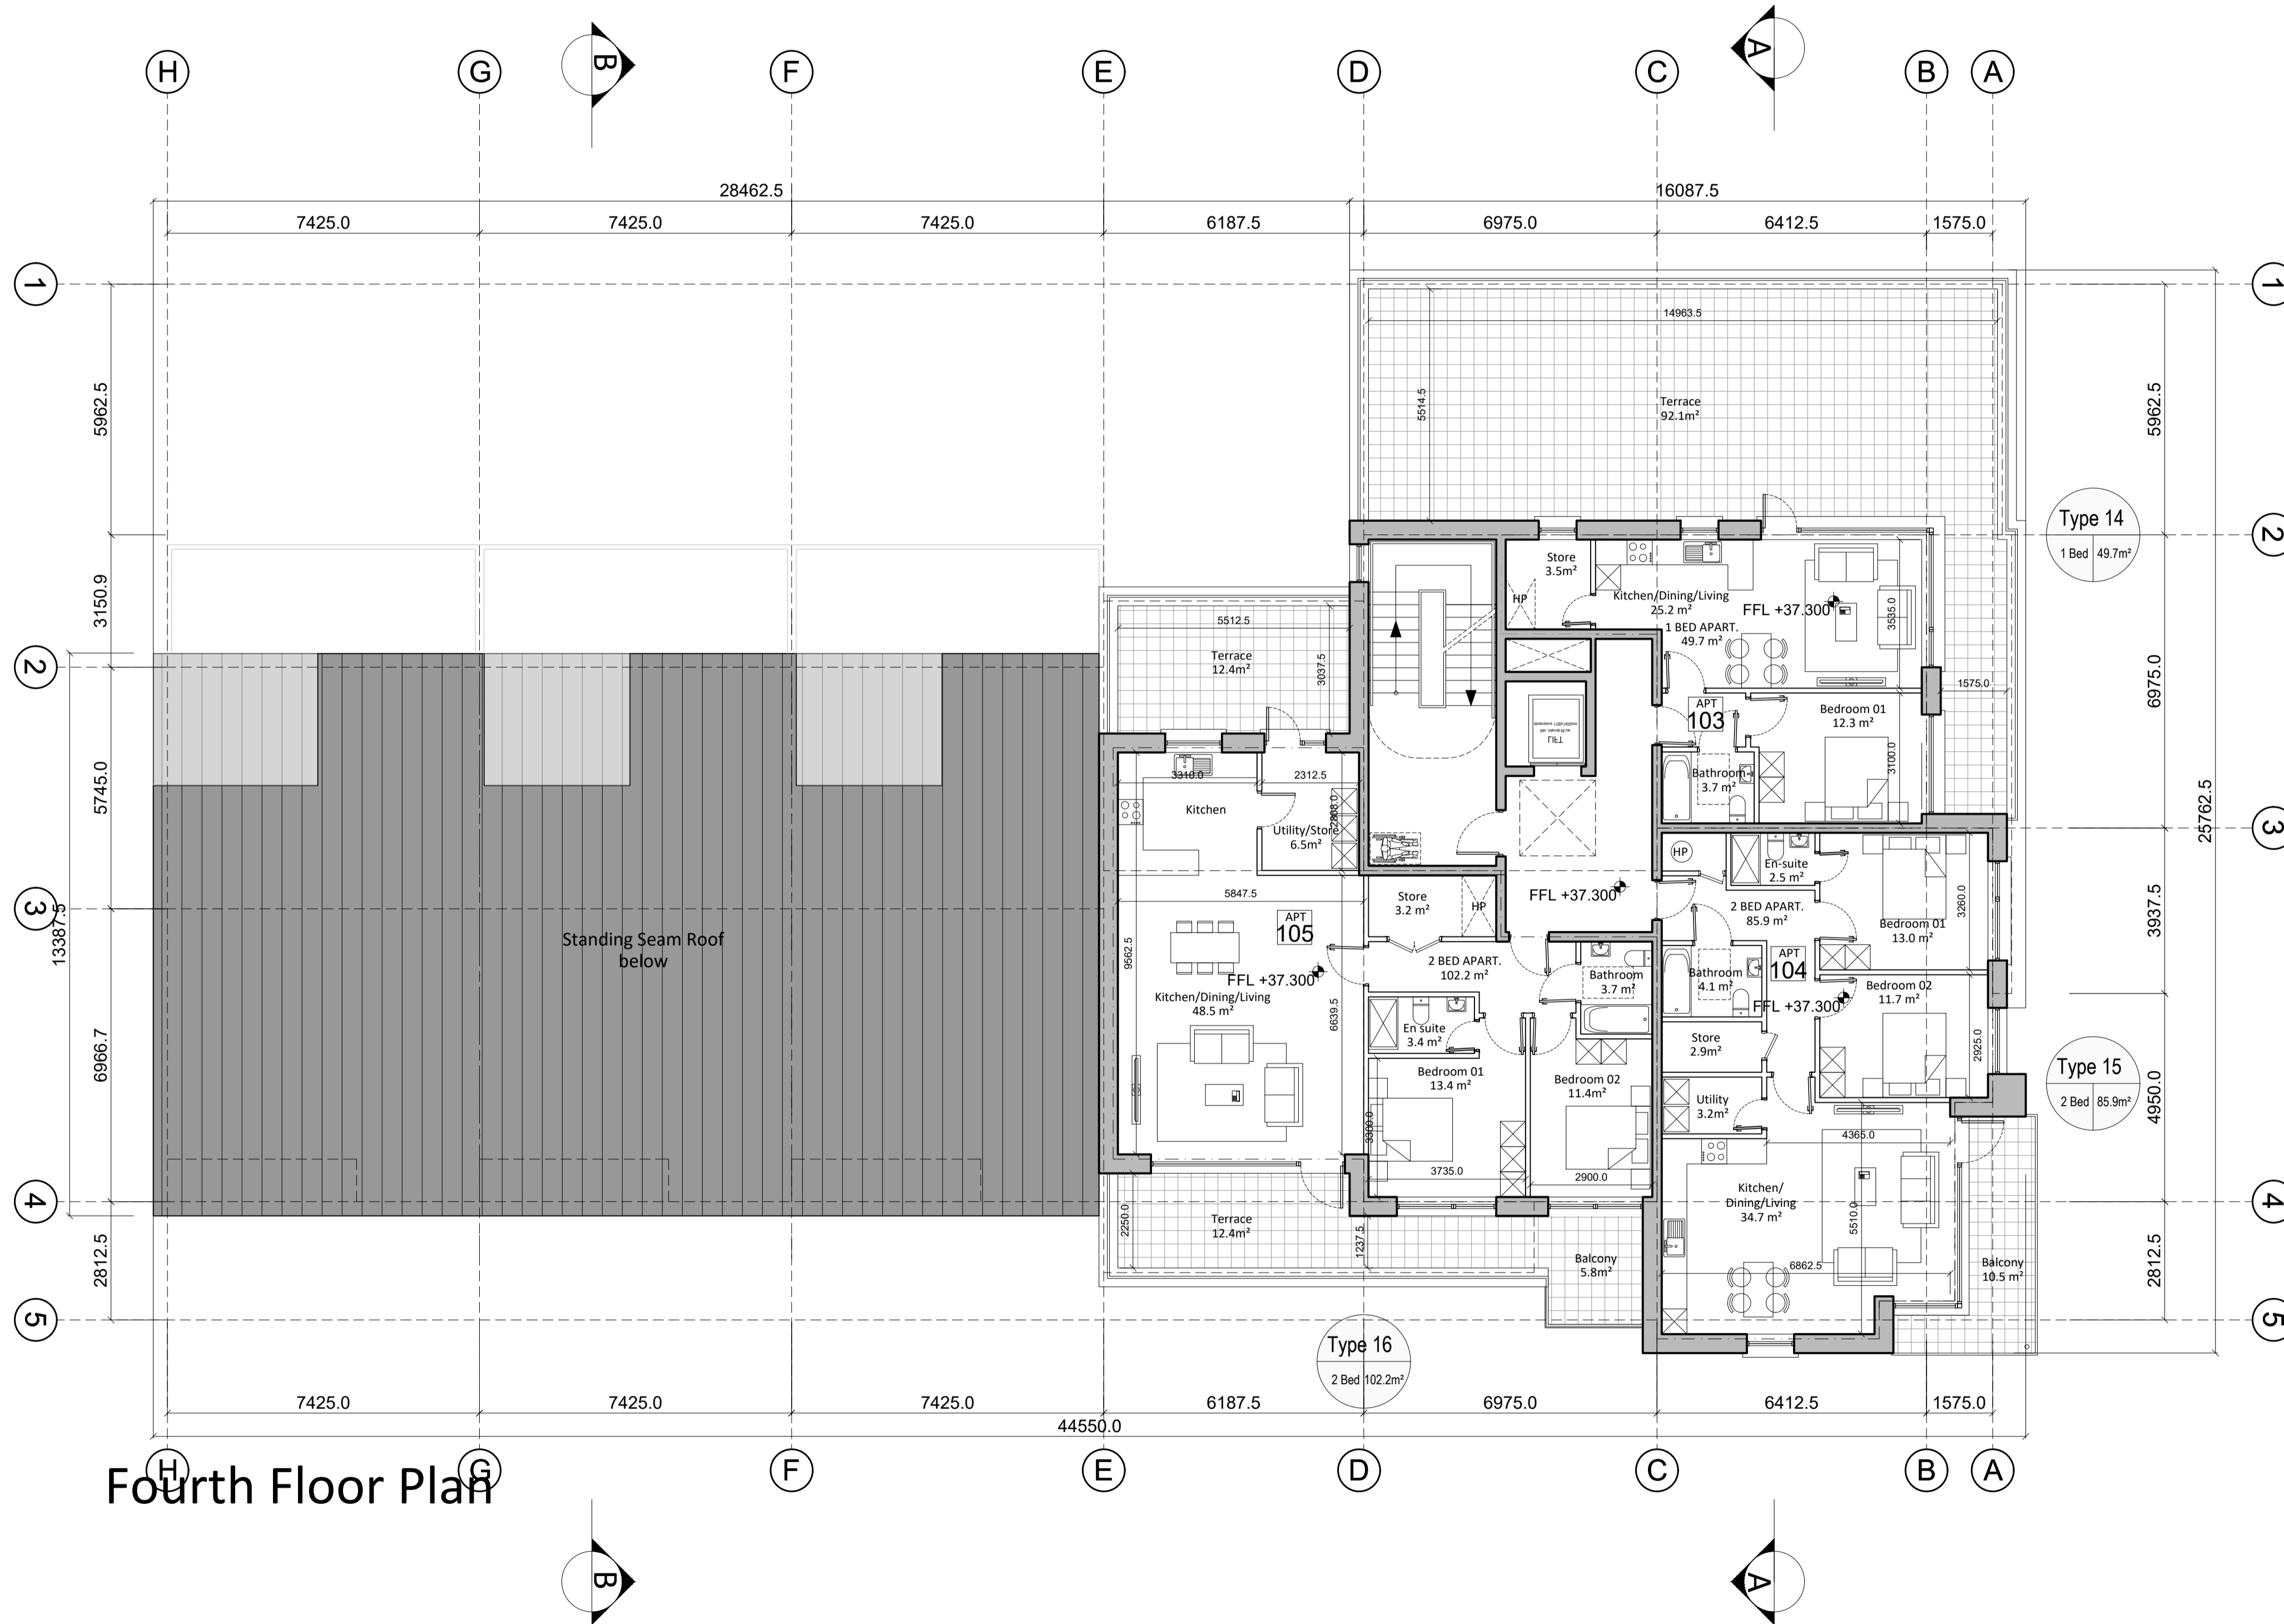 H
G
F
E
D
C
B
A
B
A
28462.5
16087.5
7425.0
7425.0
7425.0
6187.5
6975.0
6412.5
1575.0
1
1
5962.5
3150.9
2
5745.0
3
13387.5
6966.7
4
2812.5
5
14963.5
5514.5
Terrace
92.1m²
5962.5
Type 14
1 Bed
49.7m²
2
6975.0
3
25762.5
3937.5
Type 15
2 Bed
85.9m²
4950.0
4
2812.5
5
Store
3.5m²
HP
Kitchen/Dining/Living
25.2 m²
FFL +37.300
1 BED APART.
49.7 m²
3535.0
1575.0
APT
103
Bedroom 01
12.3 m²
3100.0
Bathroom
3.7 m²
LIFT
5512.5
Terrace
12.4m²
3037.5
3310.0
2312.5
Kitchen
2808.0
Utility/Store
6.5m²
5847.5
APT
105
9562.5
FFL +37.300
Kitchen/Dining/Living
48.5 m²
6639.5
Store
3.2 m²
HP
FFL +37.300
2 BED APART.
102.2 m²
Bathroom
3.7 m²
En suite
3.4 m²
Bedroom 01
13.4 m²
3300.0
3735.0
Bedroom 02
11.4m²
2900.0
HP
En-suite
2.5 m²
2 BED APART.
85.9 m²
3260.0
Bedroom 01
13.0 m²
APT
104
Bathroom
4.1 m²
Bedroom 02
11.7 m²
FFL +37.300
2925.0
Store
2.9m²
Utility
3.2m²
4365.0
Kitchen/
Dining/Living
34.7 m²
5510.0
6862.5
Balcony
10.5 m²
Standing Seam Roof
below
2250.0
Terrace
12.4m²
1237.5
Balcony
5.8m²
Type 16
2 Bed
102.2m²
7425.0
7425.0
7425.0
6187.5
6975.0
6412.5
1575.0
44550.0
H
G
F
E
D
C
B
A
Fourth Floor Plan
B
A